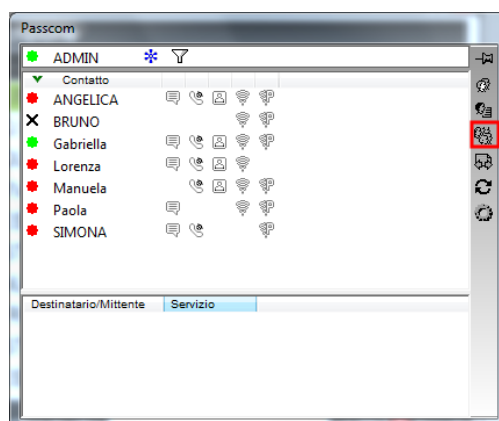 Passcom
ADMIN
Contatto
ANGELICA
BRUNO
Gabriella
Lorenza
Manuela
Paola
SIMONA
Destinatario/Mittente Servizio